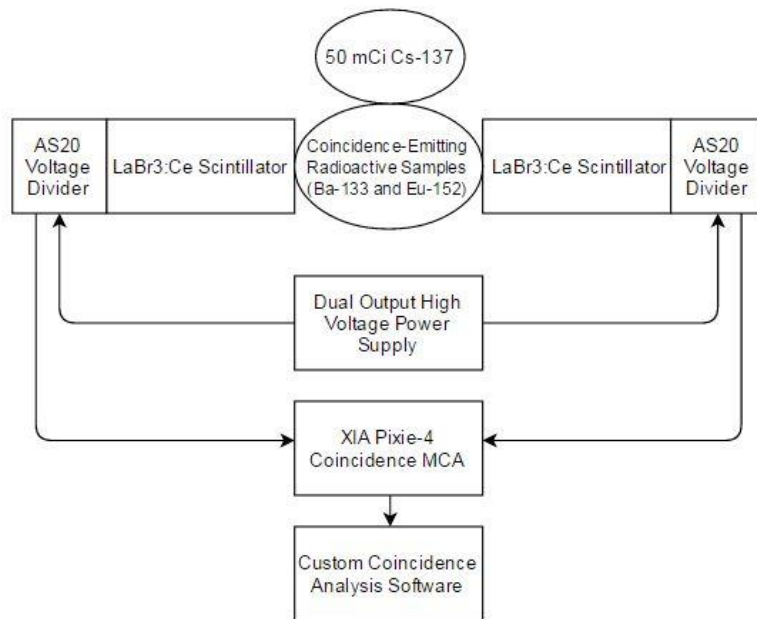 50 mCi Cs-137
AS20
Voltage
Divider
LaBr3:Ce Scintillator
Coincidence-Emitting
Radioactive Samples
(Ba-133 and Eu-152)
LaBr3:Ce Scintillator
AS20
Voltage
Divider
Dual Output High
Voltage Power
Supply
XIA Pixie-4
Coincidence MCA
Custom Coincidence
Analysis Software